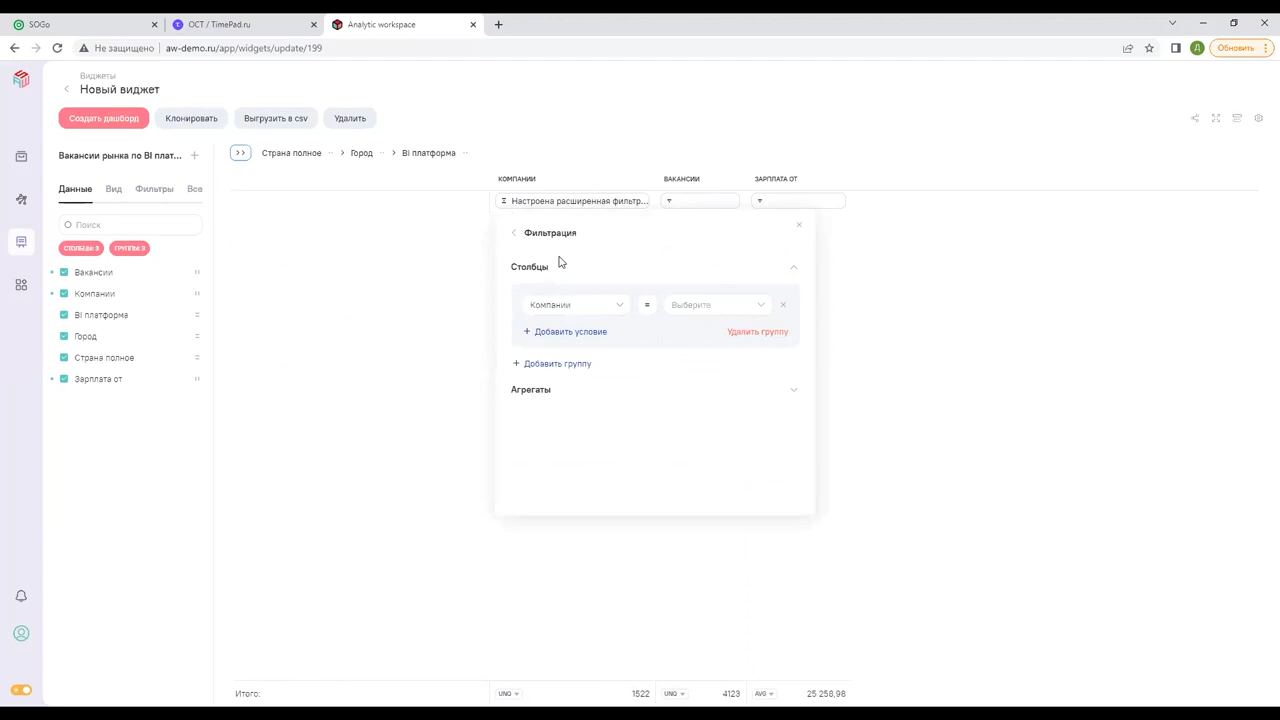 SOGo
ОСТ / TimePad.ru
Analytic workspace
Не защищено
aw-demo.ru/app/widgets/update/199
Д
Обновить
Виджеты
Новый виджет
Создать дашборд
Клонировать
Выгрузить в csv
Удалить
Вакансии рынка по BI плат...
Данные
Вид
Фильтры
Все
Поиск
СТОЛБЦЫ: 3
ГРУППЫ: 3
Вакансии
Компании
BI платформа
Город
Страна полное
Зарплата от
>>
Страна полное
Город
BI платформа
КОМПАНИИ
ВАКАНСИИ
ЗАРПЛАТА ОТ
Настроена расширенная фильтр...
Фильтрация
Столбцы
Компании
=
Выберите
Добавить условие
Удалить группу
Добавить группу
Агрегаты
Итого:
UNQ
1522
UNQ
4123
AVG
25 258,98